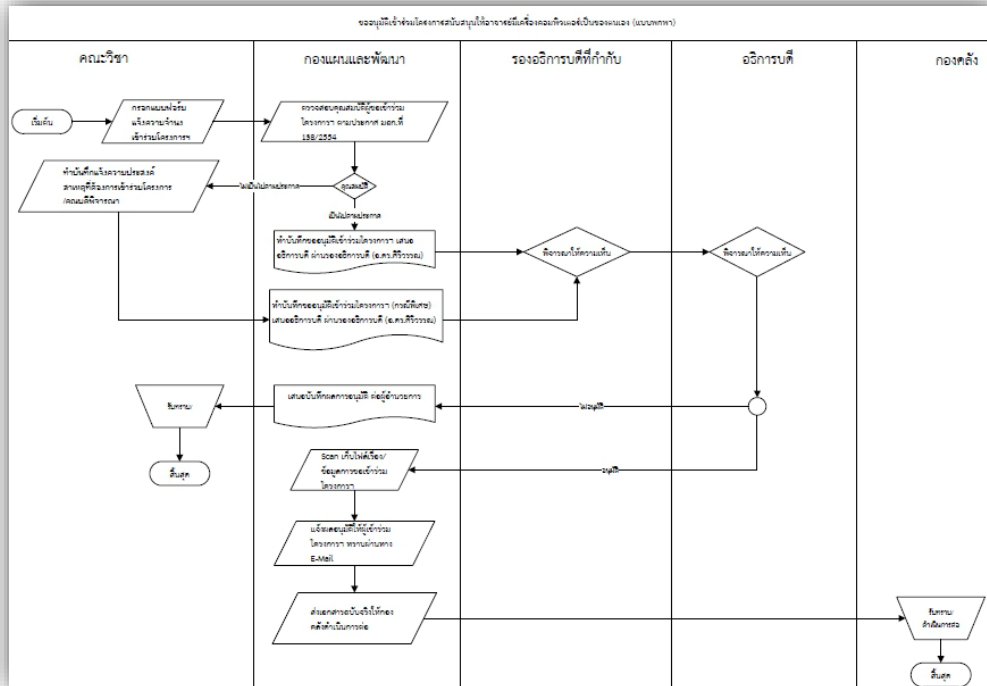 ขออนุมัติเข้าร่วมโครงการสนับสนุนให้อาจารย์มีเครื่องคอมพิวเตอร์เป็นของตนเอง (แบบพกพา)
คณะวิชา
กองแผนและพัฒนา
รองอธิการบดีที่กำกับ
อธิการบดี
กองคลัง
เริ่มต้น
กรอกแบบฟอร์ม
แจ้งความจำนง
เข้าร่วมโครงการฯ
ตรวจสอบคุณสมบัติผู้ขอเข้าร่วม
โครงการฯ ตามประกาศ มอก.ที่
138/2554
ทำบันทึกแจ้งความประสงค์
สาเหตุที่ต้องการเข้าร่วมโครงการ
/คณบดีพิจารณา
ไม่เป็นไปตามประกาศ
คุณสมบัติ
เป็นไปตามประกาศ
ทำบันทึกขออนุมัติเข้าร่วมโครงการฯ เสนอ
อธิการบดี ผ่านรองอธิการบดี (อ.ดร.ศิริวรรณ)
พิจารณาให้ความเห็น
พิจารณาให้ความเห็น
ทำบันทึกขออนุมัติเข้าร่วมโครงการฯ (กรณีพิเศษ)
เสนออธิการบดี ผ่านรองอธิการบดี (อ.ดร.ศิริวรรณ)
รับทราบ
เสนอบันทึกผลการอนุมัติ ต่อผู้อำนวยการ
ไม่อนุมัติ
สิ้นสุด
Scan เก็บไฟล์เรื่อง/
ข้อมูลการขอเข้าร่วม
โครงการฯ
อนุมัติ
แจ้งผลอนุมัติให้ผู้เข้าร่วม
โครงการฯ ทราบผ่านทาง
E-Mail
ส่งเอกสารฉบับจริงให้กอง
คลังดำเนินการต่อ
รับทราบ/
ดำเนินการต่อ
สิ้นสุด